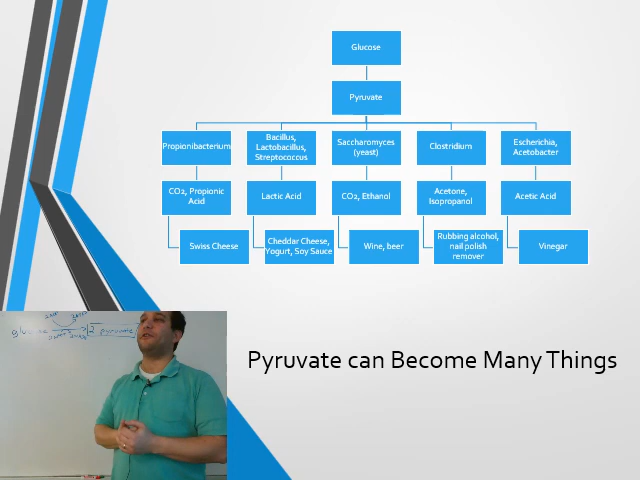 Glucose
Pyruvate
Propionibacterium
Bacillus,
Lactobacillus,
Streptococcus
Saccharomyces
(yeast)
Clostridium
Escherichia,
Acetobacter
CO2, Propionic
Acid
Lactic Acid
CO2, Ethanol
Acetone,
Isopropanol
Acetic Acid
Swiss Cheese
Cheddar Cheese,
Yogurt, Soy Sauce
Wine, beer
Rubbing alcohol,
nail polish
remover
Vinegar
glucose 2 pyruvate
Pyruvate can Become Many Things